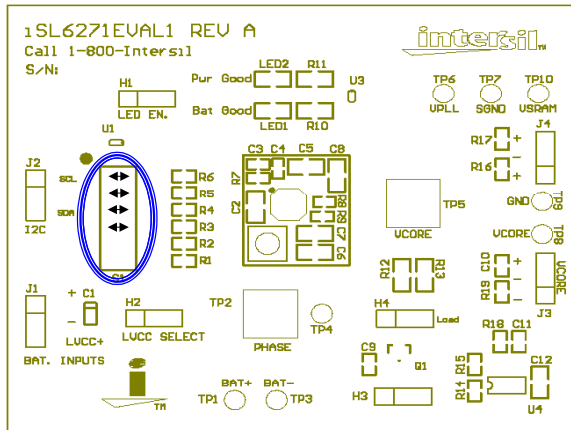 iSL6271EVAL1 REV A
Call 1-800-Intersil
S/N:
intersil™
H1
LED EN.
Pwr Good
LED2
R11
Bat Good
LED1
R10
U3
TP6
VPLL
TP7
SGND
TP10
VSRAM
U1
J2
SCL
SDA
I2C
R6
R5
R4
R3
R2
R1
C3
C4
C5
C8
R7
C2
R8
R9
C7
C6
TP5
VCORE
R17
+
-
R16
J4
GND
TP9
VCORE
TP8
C10
+
R19
-
VCORE
J3
J1
+
-
C1
LVCC+
BAT. INPUTS
H2
LVCC SELECT
TP2
PHASE
TP4
R12
R13
H4
Load
R18
C11
C9
Q1
R15
R14
C12
U4
H3
TM
BAT+
TP1
BAT-
TP3